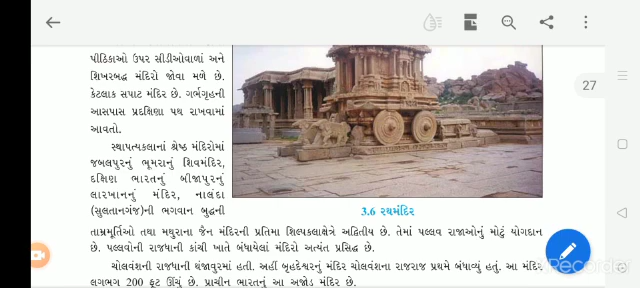 પીઠિકાઓ ઉપર સીડીઓવાળાં અને
શિખરબદ્ધ મંદિરો જોવા મળે છે.
કેટલાક સપાટ મંદિર છે. ગર્ભગૃહની
આસપાસ પ્રદક્ષિણા પથ રાખવામાં
આવતો.
સ્થાપત્યકલાનાં શ્રેષ્ઠ મંદિરોમાં
જબલપુરનું ભૂમરાનું શિવમંદિર,
દક્ષિણ ભારતનું બીજાપુરનું
લારખાનનું મંદિર, નાલંદા
(સુલતાનગંજ)ની ભગવાન બુદ્ધની
27
3.6 રથમંદિર
તામ્રમૂર્તિઓ તથા મથુરાના જૈન મંદિરની પ્રતિમા શિલ્પકલાક્ષેત્રે અદ્વિતીય છે. તેમાં પલ્લવ રાજાઓનું મોટું યોગદાન
છે. પલ્લવોની રાજધાની કાંચી ખાતે બંધાયેલાં મંદિરો અત્યંત પ્રસિદ્ધ છે.
ચોલવંશની રાજધાની થંજાવુરમાં હતી. અહીં બૃહદેશ્વરનું મંદિર ચોલવંશના રાજરાજ પ્રથમે બંધાવ્યું હતું. આ મંદિર
લગભગ 200 ફૂટ ઊંચું છે. પ્રાચીન ભારતનું આ અજોડ મંદિર છે.